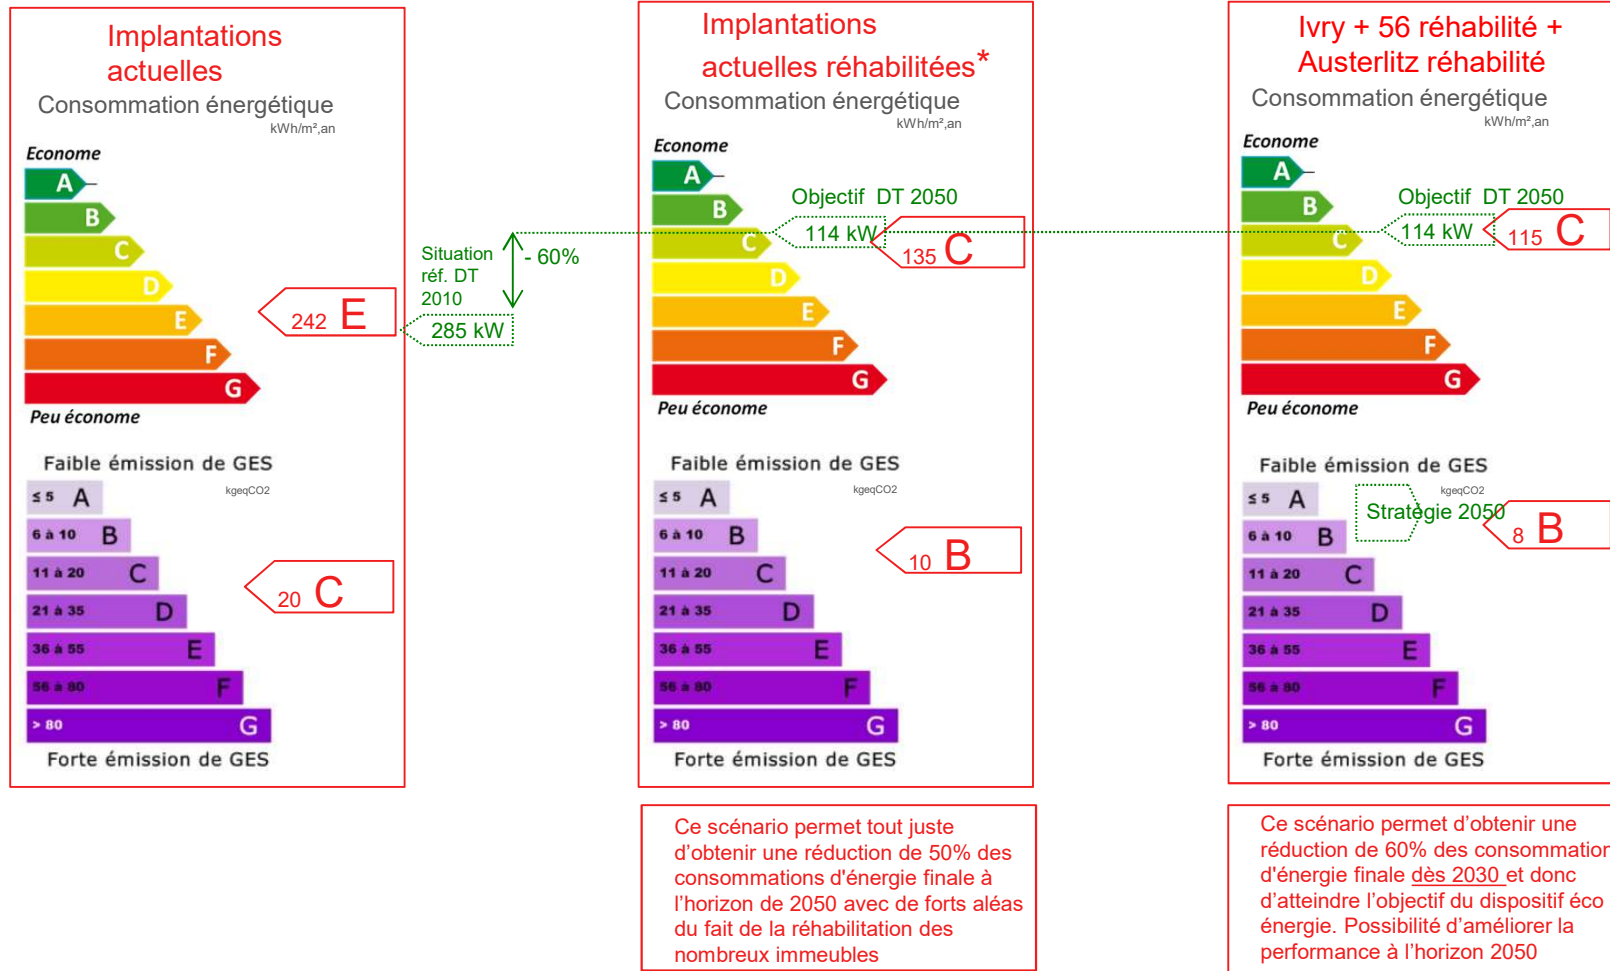 Implantations
actuelles
Consommation énergétique
kWh/m²,an
Econome
A
B
C
D
E
F
G
Peu économe
242 E
Situation
réf. DT
2010
285 kW
- 60%
Faible émission de GES
kgeqCO2
≤ 5 A
6 à 10 B
11 à 20 C
21 à 35 D
36 à 55 E
56 à 80 F
> 80 G
Forte émission de GES
20 C
Implantations
actuelles réhabilitées*
Consommation énergétique
kWh/m²,an
Econome
A
B
C
D
E
F
G
Peu économe
Objectif DT 2050
114 kW
135 C
Faible émission de GES
kgeqCO2
≤ 5 A
6 à 10 B
11 à 20 C
21 à 35 D
36 à 55 E
56 à 80 F
> 80 G
Forte émission de GES
10 B
Ce scénario permet tout juste
d’obtenir une réduction de 50% des
consommations d'énergie finale à
l’horizon de 2050 avec de forts aléas
du fait de la réhabilitation des
nombreux immeubles
Ivry + 56 réhabilité +
Austerlitz réhabilité
Consommation énergétique
kWh/m²,an
Econome
A
B
C
D
E
F
G
Peu économe
Objectif DT 2050
114 kW
115 C
Faible émission de GES
kgeqCO2
≤ 5 A
6 à 10 B
11 à 20 C
21 à 35 D
36 à 55 E
56 à 80 F
> 80 G
Forte émission de GES
Stratégie 2050
8 B
Ce scénario permet d’obtenir une
réduction de 60% des consommation
d'énergie finale dès 2030 et donc
d’atteindre l’objectif du dispositif éco
énergie. Possibilité d’améliorer la
performance à l’horizon 2050